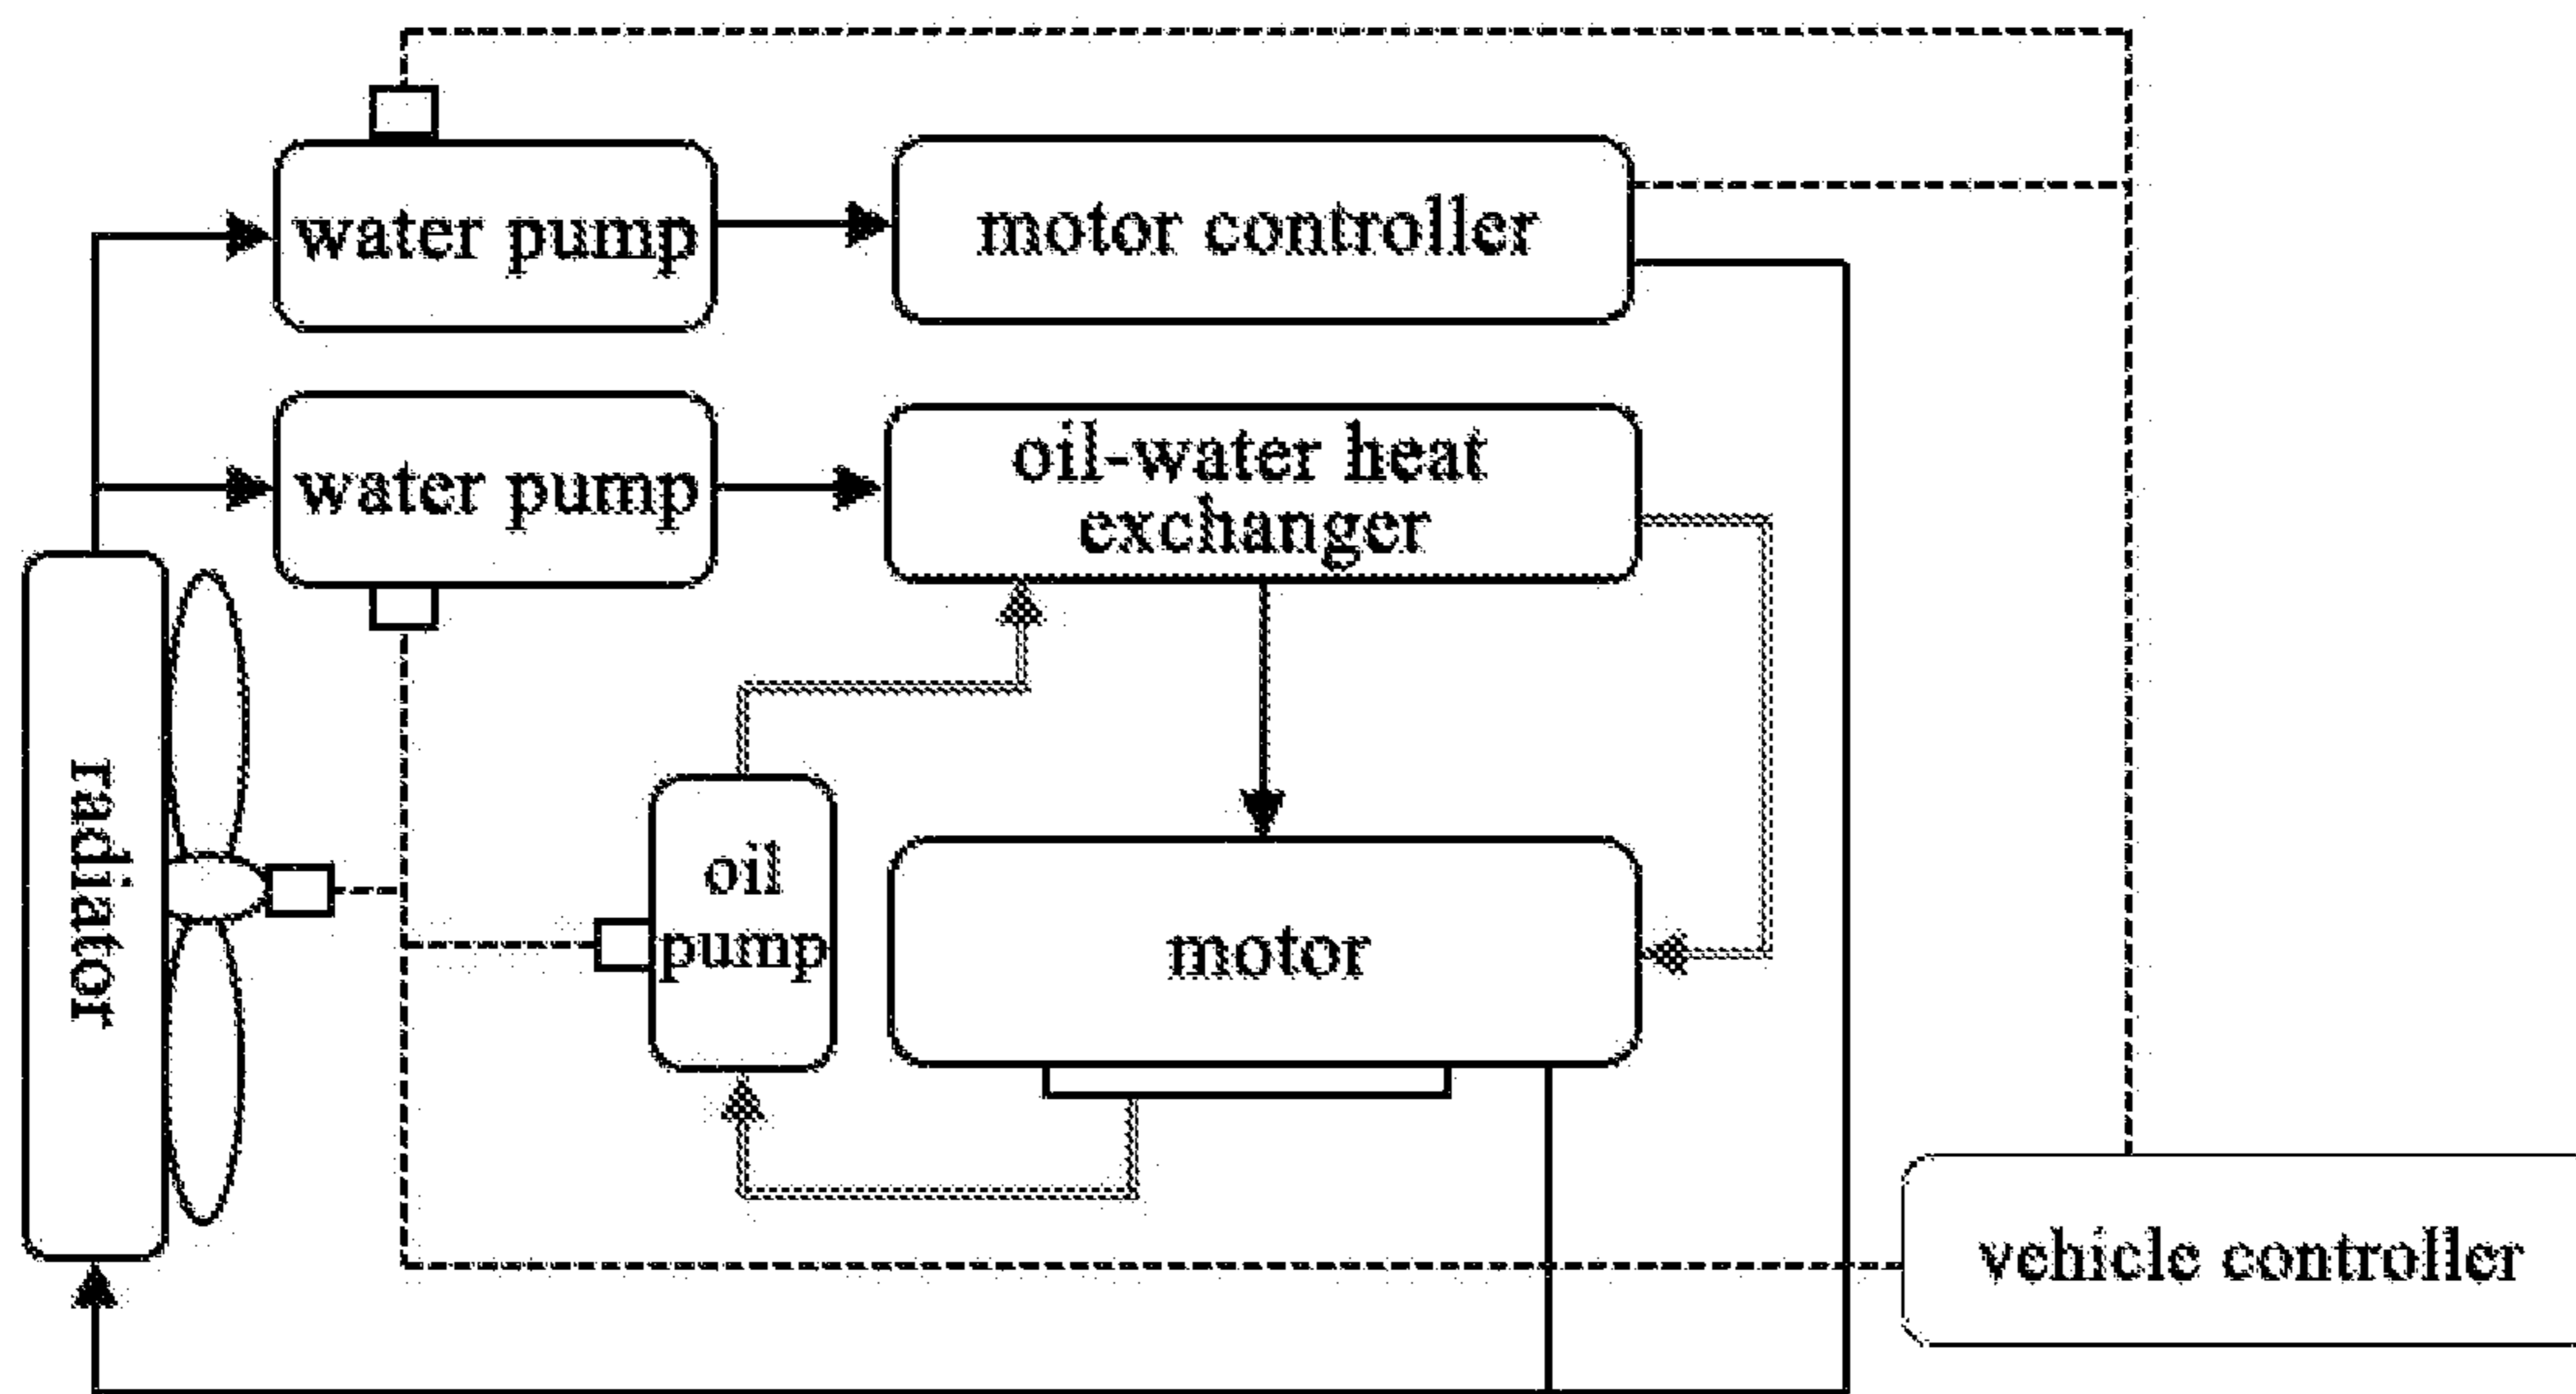 water pump
motor controller
water pump
oil-water heat
exchanger
radiator
oil
pump
motor
vehicle controller